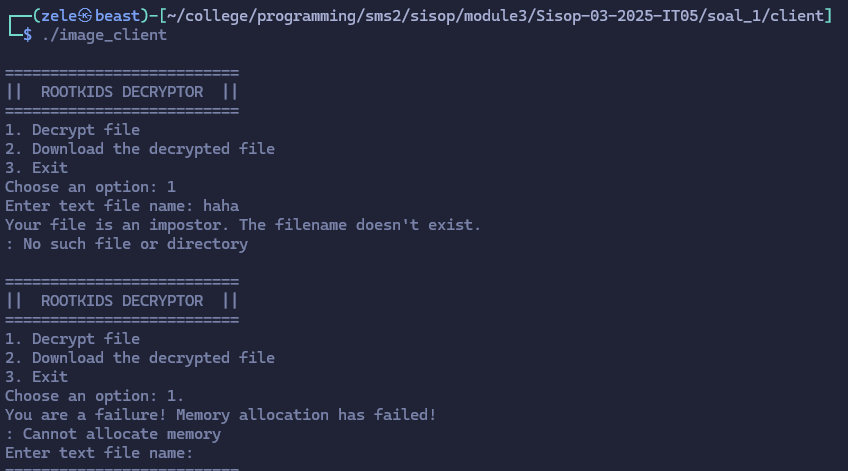 ┌──(zele㉿beast)-[~/college/programming/sms2/sisop/module3/Sisop-03-2025-IT05/soal_1/client]
└─$ ./image_client
==========================
||  ROOTKIDS DECRYPTOR  ||
==========================
1. Decrypt file
2. Download the decrypted file
3. Exit
Choose an option: 1
Enter text file name: haha
Your file is an impostor. The filename doesn't exist.
: No such file or directory
==========================
||  ROOTKIDS DECRYPTOR  ||
==========================
1. Decrypt file
2. Download the decrypted file
3. Exit
Choose an option: 1.
You are a failure! Memory allocation has failed!
: Cannot allocate memory
Enter text file name:
==========================